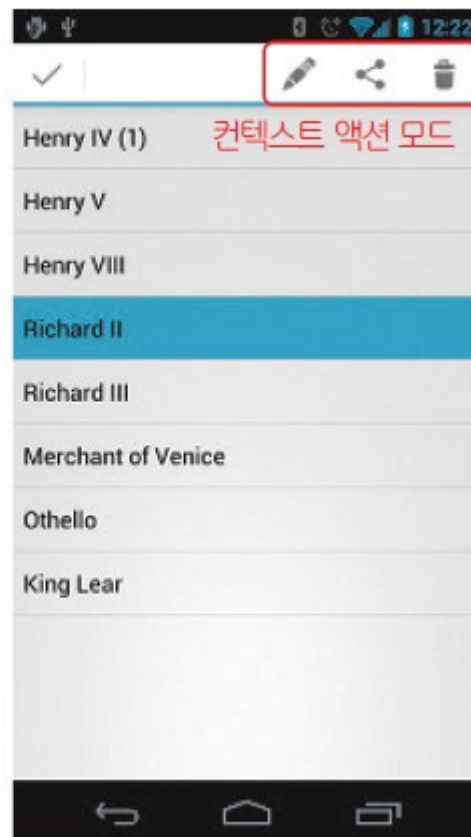 12:22
컨텍스트 액션 모드
Henry IV (1)
Henry V
Henry VIII
Richard II
Richard III
Merchant of Venice
Othello
King Lear